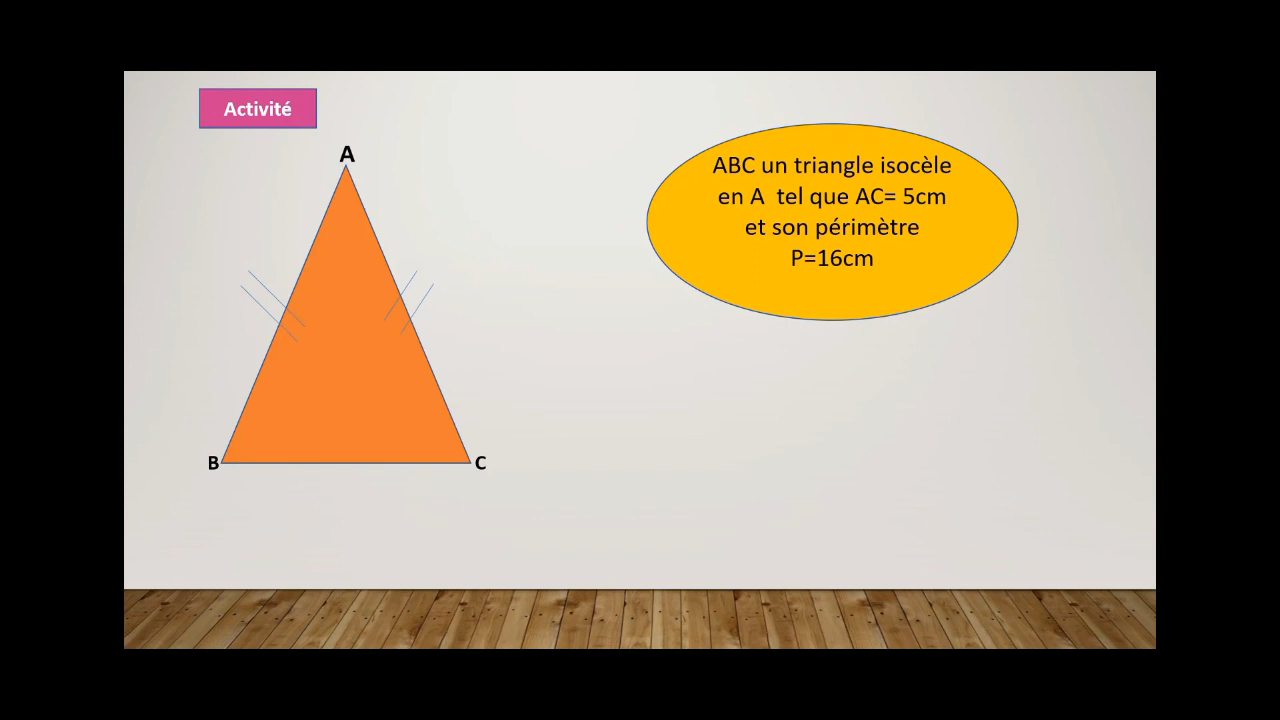 Activité
A
ABC un triangle isocèle
en A tel que AC= 5cm
et son périmètre
P=16cm
B
C